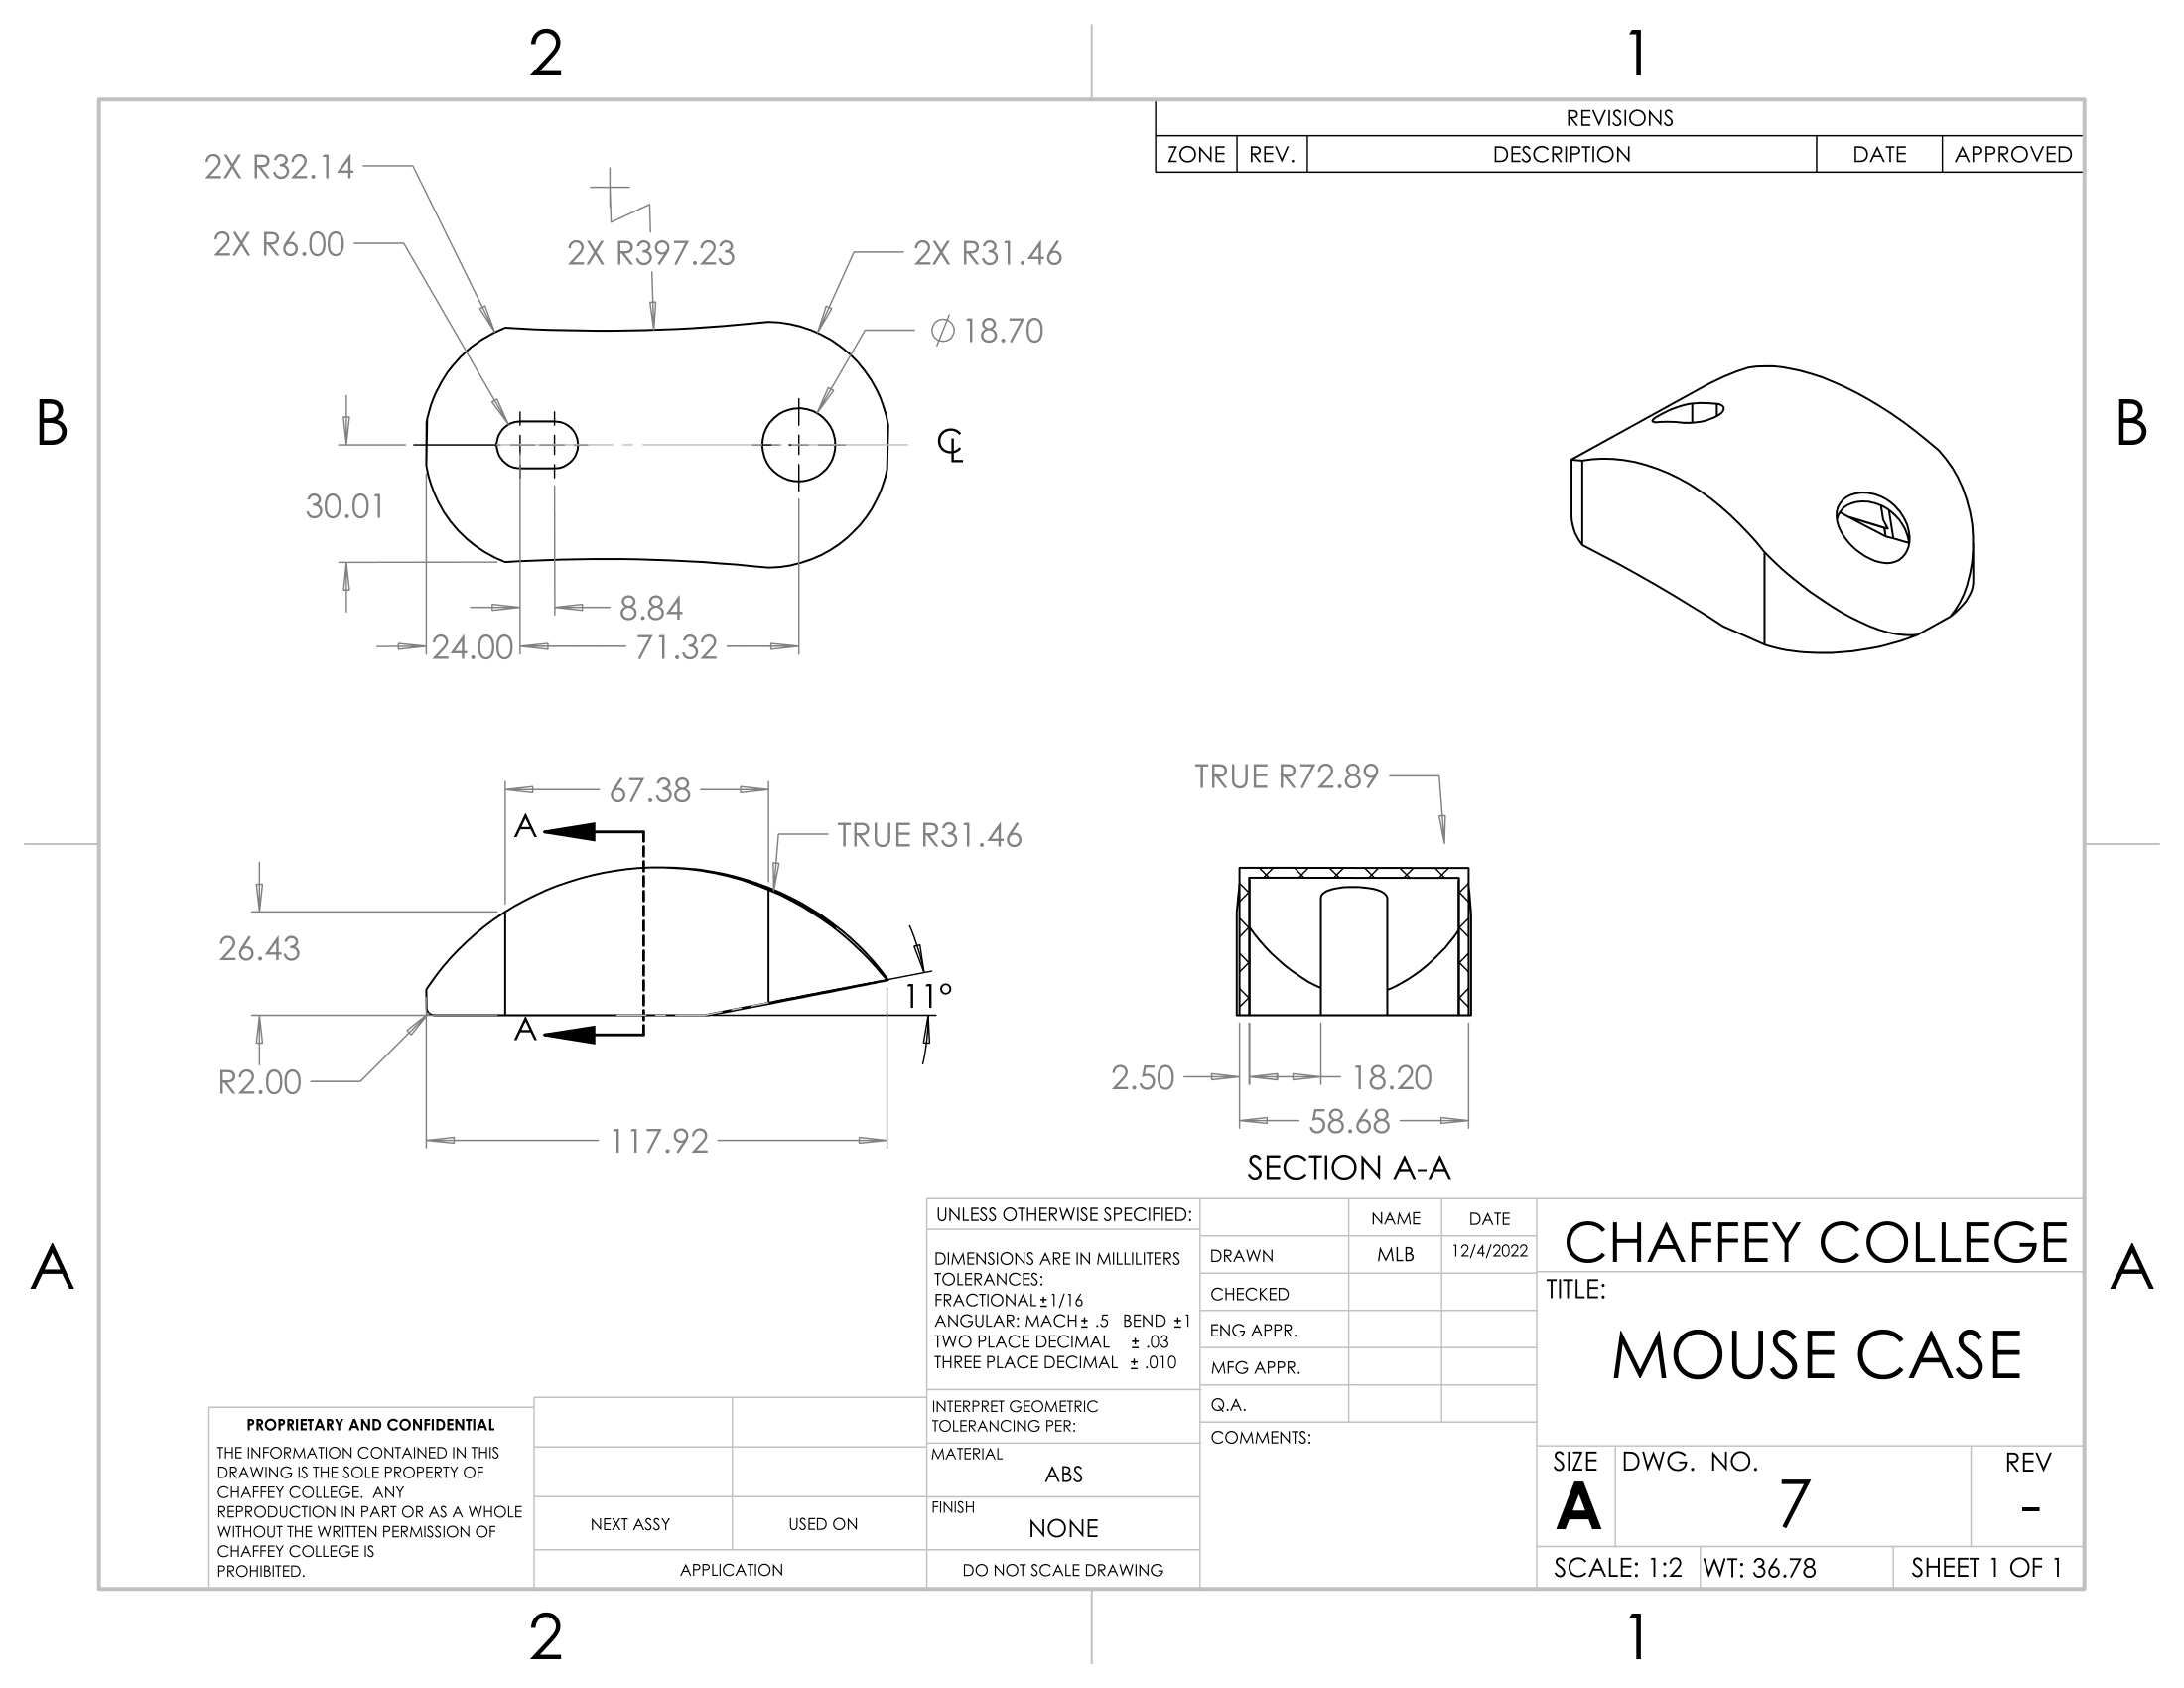 2
1
B
B
A
A
2
1
REVISIONS
ZONE REV. DESCRIPTION DATE APPROVED
2X R32.14
2X R6.00
2X R397.23
2X R31.46
⌀ 18.70
℄
30.01
8.84
24.00
71.32
67.38
A
TRUE R31.46
26.43
11°
A
R2.00
117.92
TRUE R72.89
2.50
18.20
58.68
SECTION A-A
UNLESS OTHERWISE SPECIFIED:
DIMENSIONS ARE IN MILLILITERS
TOLERANCES:
FRACTIONAL ± 1/16
ANGULAR: MACH ± .5 BEND ±1
TWO PLACE DECIMAL ± .03
THREE PLACE DECIMAL ± .010
INTERPRET GEOMETRIC
TOLERANCING PER:
MATERIAL
ABS
FINISH
NONE
DO NOT SCALE DRAWING
NAME DATE
DRAWN MLB 12/4/2022
CHECKED
ENG APPR.
MFG APPR.
Q.A.
COMMENTS:
CHAFFEY COLLEGE
TITLE:
MOUSE CASE
SIZE DWG. NO. REV
A 7 -
SCALE: 1:2 WT: 36.78 SHEET 1 OF 1
PROPRIETARY AND CONFIDENTIAL
THE INFORMATION CONTAINED IN THIS
DRAWING IS THE SOLE PROPERTY OF
CHAFFEY COLLEGE. ANY
REPRODUCTION IN PART OR AS A WHOLE
WITHOUT THE WRITTEN PERMISSION OF
CHAFFEY COLLEGE IS
PROHIBITED.
NEXT ASSY USED ON
APPLICATION